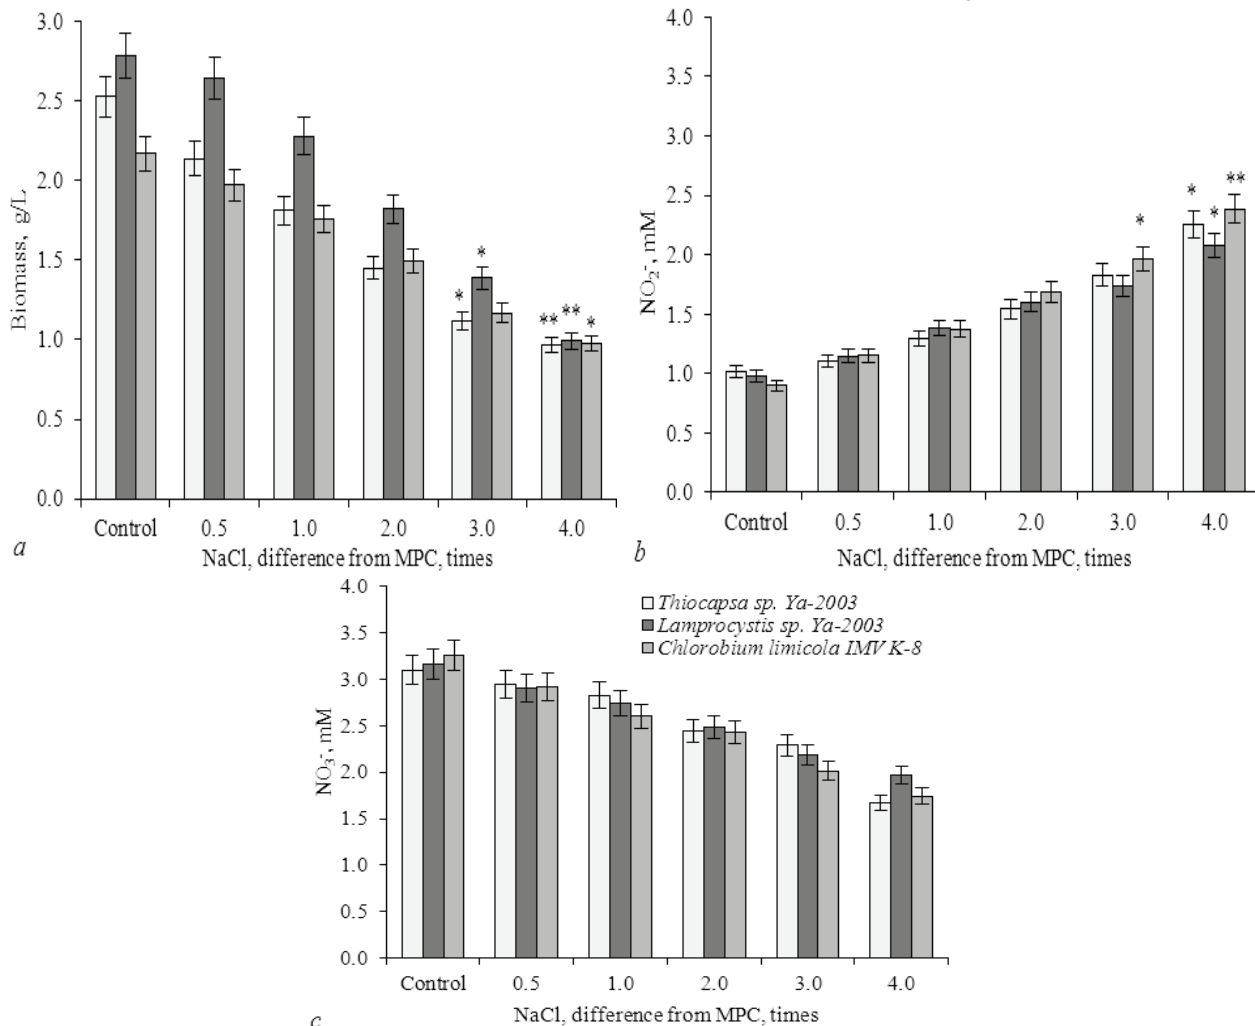 3.0
2.5
2.0
1.5
1.0
0.5
0.0
Biomass, g/L
* * ** ** *
Control 0.5 1.0 2.0 3.0 4.0
NaCl, difference from MPC, times
a
4.0
3.5
3.0
2.5
2.0
1.5
1.0
0.5
0.0
NO₂⁻, mM
* * * **
Control 0.5 1.0 2.0 3.0 4.0
NaCl, difference from MPC, times
b
4.0
3.5
3.0
2.5
2.0
1.5
1.0
0.5
0.0
NO₃⁻, mM
Thiocapsa sp. Ya-2003
Lamprocystis sp. Ya-2003
Chlorobium limicola IMV K-8
Control 0.5 1.0 2.0 3.0 4.0
NaCl, difference from MPC, times
c